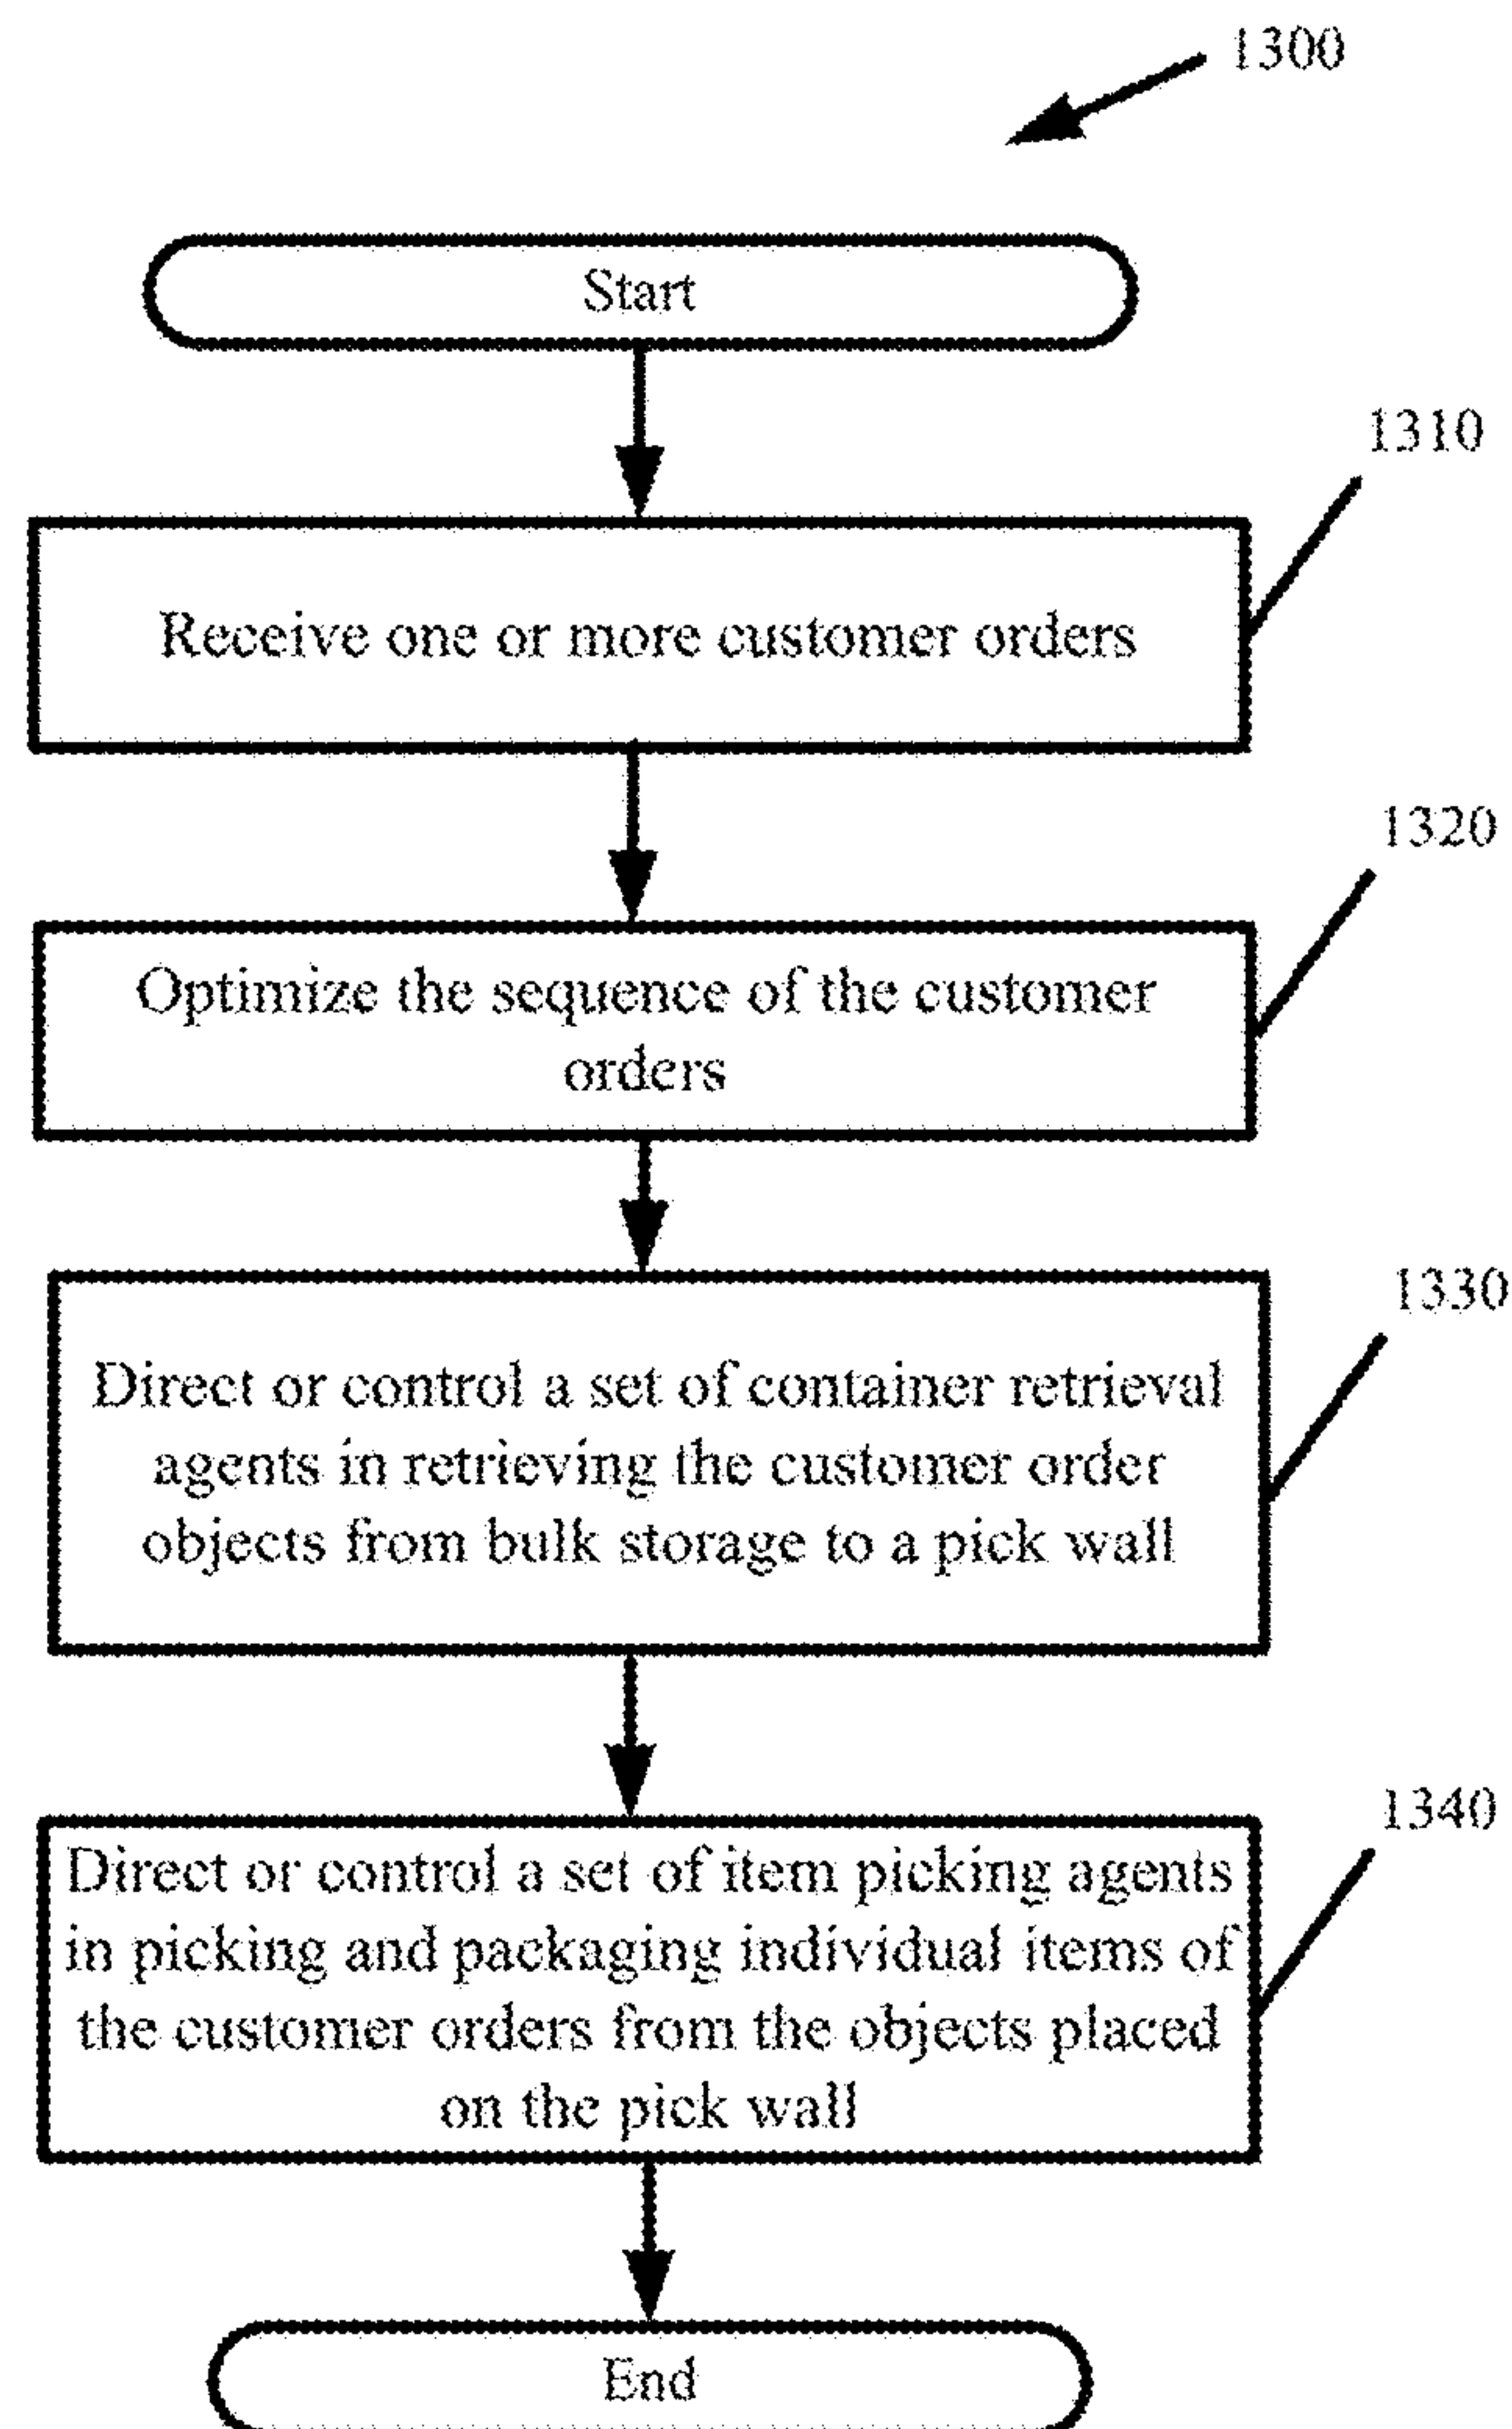 1300
Start
1310
Receive one or more customer orders
1320
Optimize the sequence of the customer
orders
1330
Direct or control a set of container retrieval
agents in retrieving the customer order
objects from bulk storage to a pick wall
1340
Direct or control a set of item picking agents
in picking and packaging individual items of
the customer orders from the objects placed
on the pick wall
End